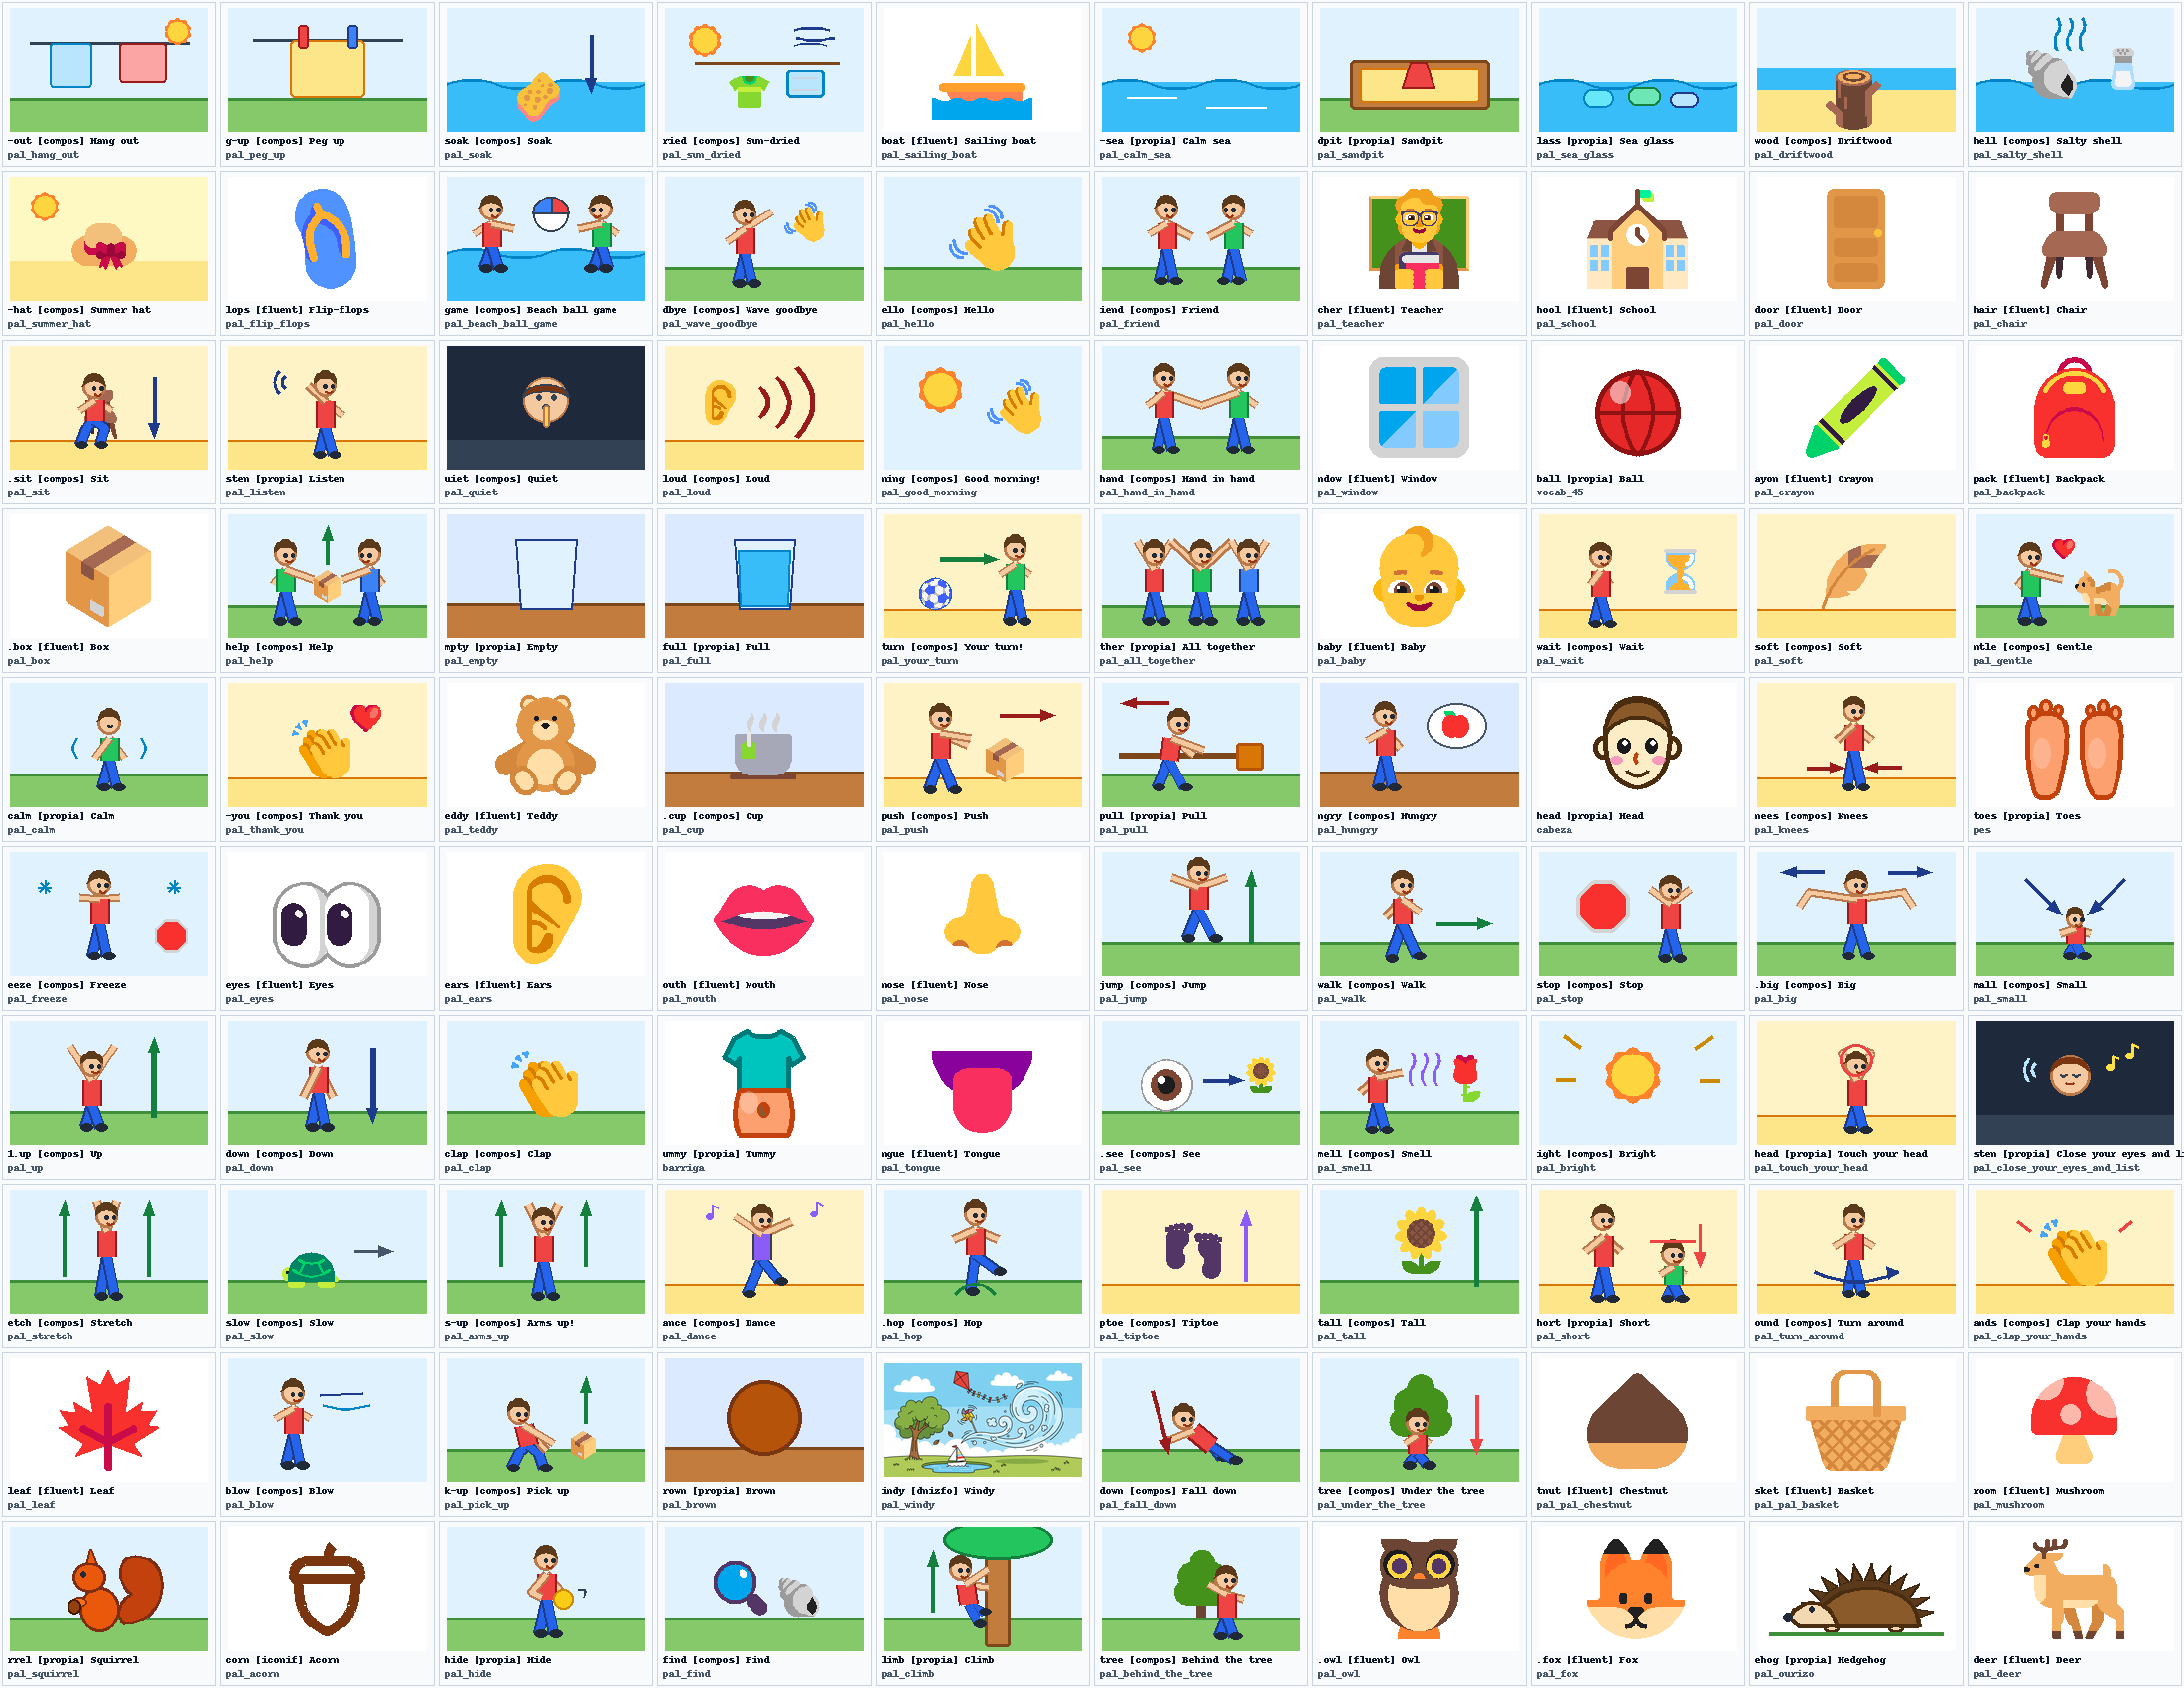 -out [compos] Hang out
pal_hang_out
g-up [compos] Peg up
pal_peg_up
soak [compos] Soak
pal_soak
ried [compos] Sun-dried
pal_sun_dried
boat [fluent] Sailing boat
pal_sailing_boat
-sea [propia] Calm sea
pal_calm_sea
dpit [propia] Sandpit
pal_sandpit
lass [propia] Sea glass
pal_sea_glass
wood [compos] Driftwood
pal_driftwood
hell [compos] Salty shell
pal_salty_shell
-hat [compos] Summer hat
pal_summer_hat
lops [fluent] Flip-flops
pal_flip_flops
game [compos] Beach ball game
pal_beach_ball_game
dbye [compos] Wave goodbye
pal_wave_goodbye
ello [compos] Hello
pal_hello
iend [compos] Friend
pal_friend
cher [fluent] Teacher
pal_teacher
hool [fluent] School
pal_school
door [fluent] Door
pal_door
hair [fluent] Chair
pal_chair
.sit [compos] Sit
pal_sit
sten [propia] Listen
pal_listen
uiet [compos] Quiet
pal_quiet
loud [compos] Loud
pal_loud
ning [compos] Good morning!
pal_good_morning
hand [compos] Hand in hand
pal_hand_in_hand
ndow [fluent] Window
pal_window
ball [propia] Ball
vocab_45
ayon [fluent] Crayon
pal_crayon
pack [fluent] Backpack
pal_backpack
.box [fluent] Box
pal_box
help [compos] Help
pal_help
mpty [propia] Empty
pal_empty
full [propia] Full
pal_full
turn [compos] Your turn!
pal_your_turn
ther [propia] All together
pal_all_together
baby [fluent] Baby
pal_baby
wait [compos] Wait
pal_wait
soft [compos] Soft
pal_soft
ntle [compos] Gentle
pal_gentle
calm [propia] Calm
pal_calm
-you [compos] Thank you
pal_thank_you
eddy [fluent] Teddy
pal_teddy
.cup [compos] Cup
pal_cup
push [compos] Push
pal_push
pull [propia] Pull
pal_pull
ngry [compos] Hungry
pal_hungry
head [propia] Head
cabeza
nees [compos] Knees
pal_knees
toes [propia] Toes
pes
eeze [compos] Freeze
pal_freeze
eyes [fluent] Eyes
pal_eyes
ears [fluent] Ears
pal_ears
outh [fluent] Mouth
pal_mouth
nose [fluent] Nose
pal_nose
jump [compos] Jump
pal_jump
walk [compos] Walk
pal_walk
stop [compos] Stop
pal_stop
.big [compos] Big
pal_big
mall [compos] Small
pal_small
l.up [compos] Up
pal_up
down [compos] Down
pal_down
clap [compos] Clap
pal_clap
ummy [propia] Tummy
barriga
ngue [fluent] Tongue
pal_tongue
.see [compos] See
pal_see
mell [compos] Smell
pal_smell
ight [compos] Bright
pal_bright
head [propia] Touch your head
pal_touch_your_head
sten [propia] Close your eyes and li
pal_close_your_eyes_and_list
etch [compos] Stretch
pal_stretch
slow [compos] Slow
pal_slow
s-up [compos] Arms up!
pal_arms_up
ance [compos] Dance
pal_dance
.hop [compos] Hop
pal_hop
ptoe [compos] Tiptoe
pal_tiptoe
tall [compos] Tall
pal_tall
hort [propia] Short
pal_short
ound [compos] Turn around
pal_turn_around
ands [compos] Clap your hands
pal_clap_your_hands
leaf [fluent] Leaf
pal_leaf
blow [compos] Blow
pal_blow
k-up [compos] Pick up
pal_pick_up
rown [propia] Brown
pal_brown
indy [dnixfo] Windy
pal_windy
down [compos] Fall down
pal_fall_down
tree [compos] Under the tree
pal_under_the_tree
tnut [fluent] Chestnut
pal_pal_chestnut
sket [fluent] Basket
pal_pal_basket
room [fluent] Mushroom
pal_mushroom
rrel [propia] Squirrel
pal_squirrel
corn [iconif] Acorn
pal_acorn
hide [propia] Hide
pal_hide
find [compos] Find
pal_find
limb [propia] Climb
pal_climb
tree [compos] Behind the tree
pal_behind_the_tree
.owl [fluent] Owl
pal_owl
.fox [fluent] Fox
pal_fox
ehog [propia] Hedgehog
pal_ourizo
deer [fluent] Deer
pal_deer